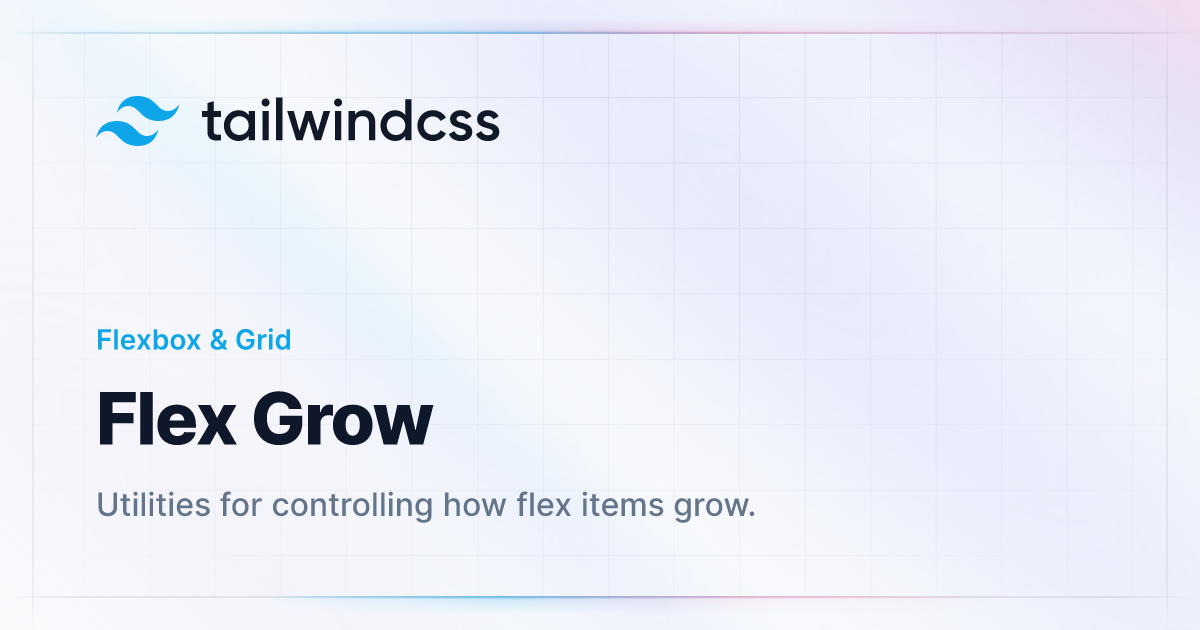 tailwindcss
Flexbox & Grid
Flex Grow
Utilities for controlling how flex items grow.